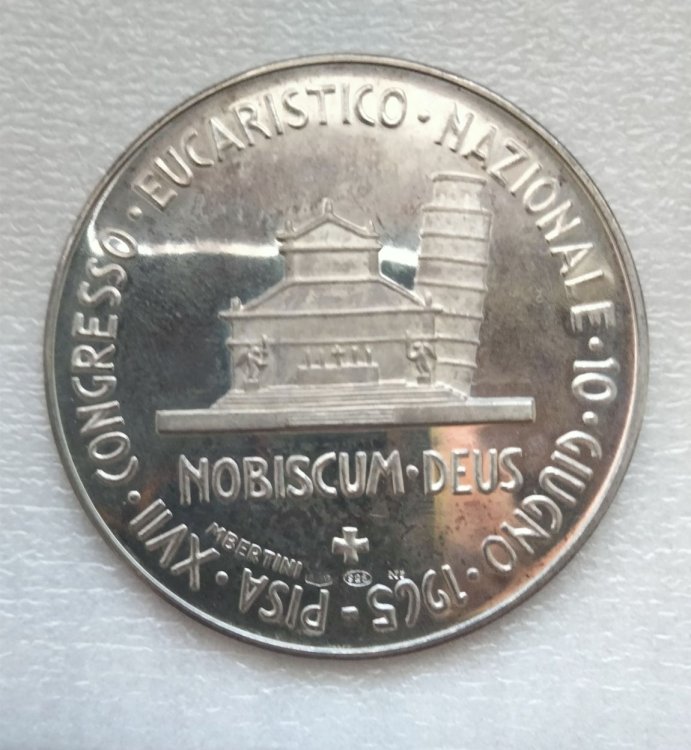 XVII · CONGRESSO · EUCARISTICO · NAZIONALE · 10 · GIUGNO · 1965 - PISA ·
NOBISCUM · DEUS
MBERTINI